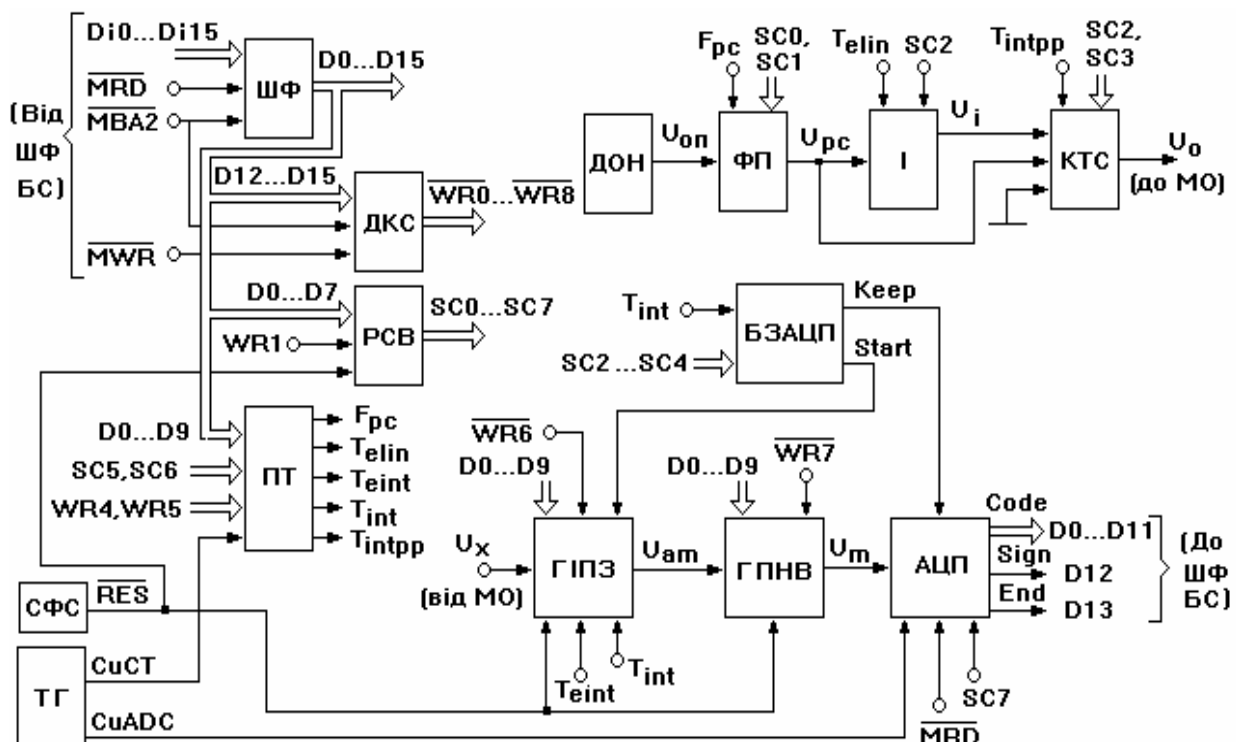 Di0...Di15
D0...D15
ШФ
MRD
MBA2
(Від
ШФ
БС)
D12...D15
WR0...WR8
ДКС
MWR
D0...D7
SC0...SC7
РСВ
WR1
D0...D9
SC5,SC6
WR4,WR5
ПТ
Fpc
Telin
Teint
Tint
Tintpp
СФС
RES
ТГ
CuCT
CuADC
Fpc
SC0,
SC1
Telin
SC2
Tintpp
SC2,
SC3
ДОН
Uоп
ФП
Upc
І
Ui
КТС
Uo
(до МО)
Tint
SC2 ...SC4
БЗАЦП
Keep
Start
WR6
D0...D9
D0...D9
WR7
Ux
(від МО)
ГІПЗ
Uam
ГПНВ
Um
АЦП
Code
D0...D11
Sign
D12
End
D13
(До
ШФ
БС)
Teint
Tint
SC7
MRD